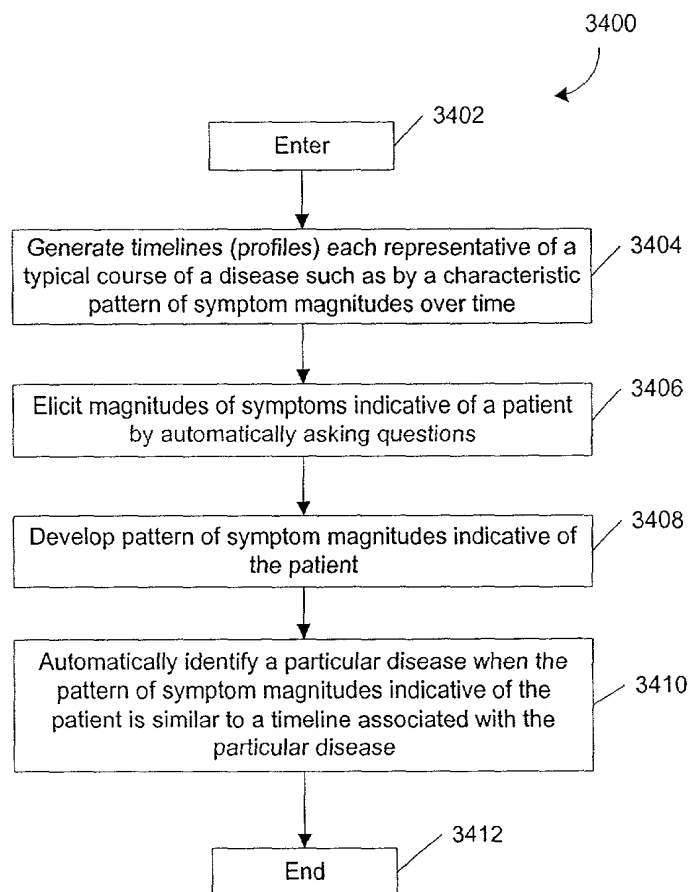 3400
3402
Enter
3404
Generate timelines (profiles) each representative of a
typical course of a disease such as by a characteristic
pattern of symptom magnitudes over time
3406
Elicit magnitudes of symptoms indicative of a patient
by automatically asking questions
3408
Develop pattern of symptom magnitudes indicative of
the patient
3410
Automatically identify a particular disease when the
pattern of symptom magnitudes indicative of the
patient is similar to a timeline associated with the
particular disease
3412
End